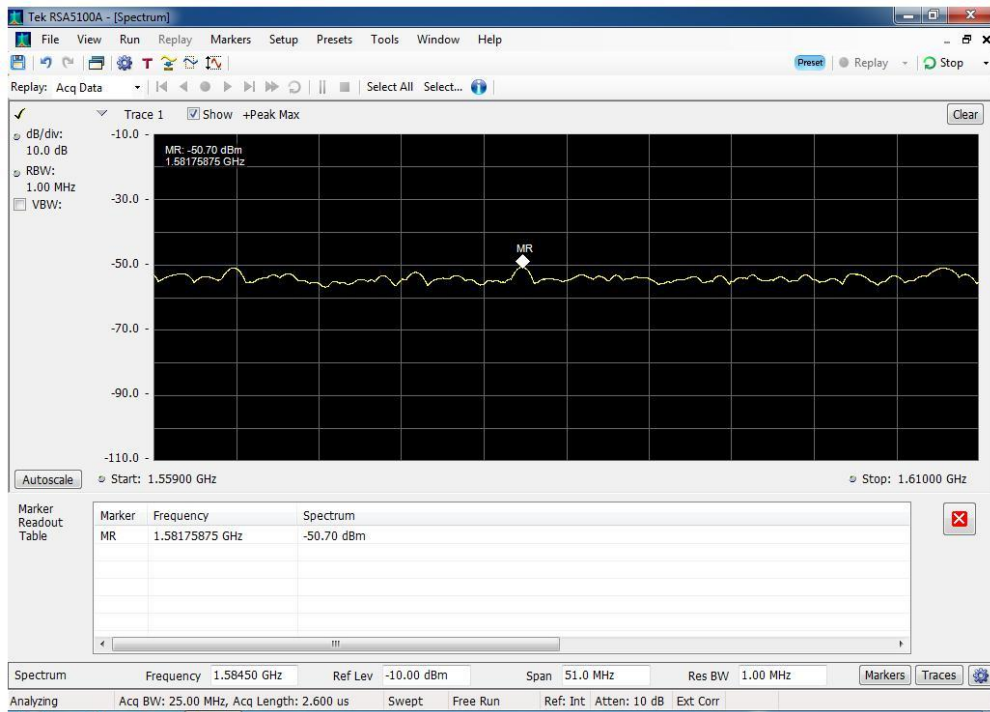 Tek RSA5100A - [Spectrum]
File View Run Replay Markers Setup Presets Tools Window Help
Preset Replay Stop
Replay: Acq Data Select All Select...
Trace 1 Show +Peak Max Clear
dB/div:
10.0 dB
RBW:
1.00 MHz
VBW:
-10.0
-30.0
-50.0
-70.0
-90.0
-110.0
MR: -50.70 dBm
1.58175875 GHz
MR
Autoscale Start: 1.55900 GHz Stop: 1.61000 GHz
Marker
Readout
Table
Marker Frequency Spectrum
MR 1.58175875 GHz -50.70 dBm
Spectrum Frequency 1.58450 GHz Ref Lev -10.00 dBm Span 51.0 MHz Res BW 1.00 MHz Markers Traces
Analyzing Acq BW: 25.00 MHz, Acq Length: 2.600 us Swept Free Run Ref: Int Atten: 10 dB Ext Corr